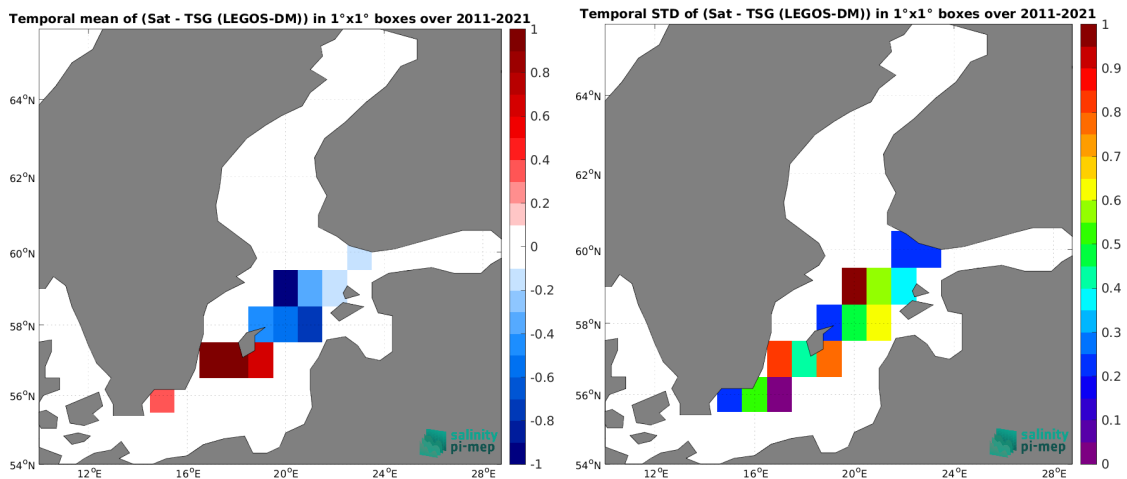 Temporal mean of (Sat - TSG (LEGOS-DM)) in 1°x1° boxes over 2011-2021
64°N
62°N
60°N
58°N
56°N
54°N
12°E
16°E
20°E
24°E
28°E
1
0.8
0.6
0.4
0.2
0
-0.2
-0.4
-0.6
-0.8
-1
salinity
pi-mep
Temporal STD of (Sat - TSG (LEGOS-DM)) in 1°x1° boxes over 2011-2021
64°N
62°N
60°N
58°N
56°N
54°N
12°E
16°E
20°E
24°E
28°E
1
0.9
0.8
0.7
0.6
0.5
0.4
0.3
0.2
0.1
0
salinity
pi-mep